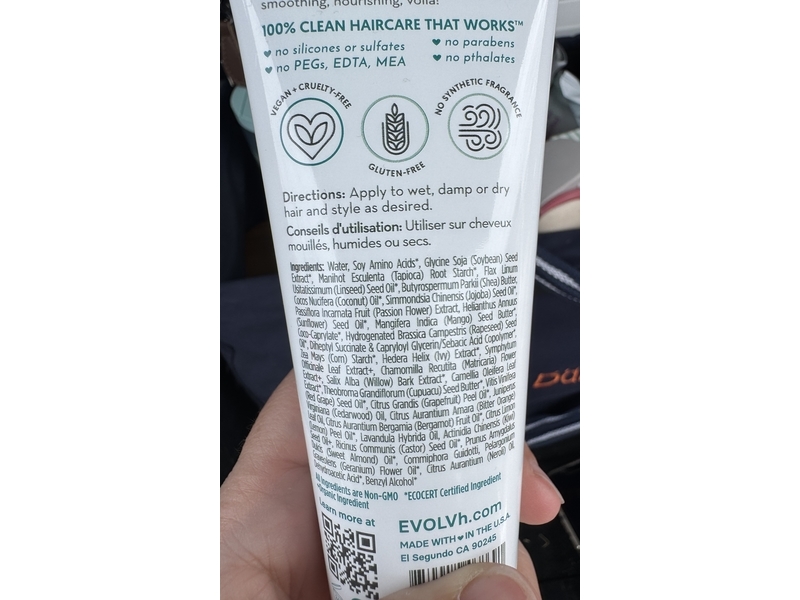 smoothing, nourishing, voila!
100% CLEAN HAIRCARE THAT WORKS™
no silicones or sulfates
no parabens
no PEGs, EDTA, MEA
no pthalates
VEGAN + CRUELTY-FREE
GLUTEN-FREE
NO SYNTHETIC FRAGRANCE
Directions: Apply to wet, damp or dry
hair and style as desired.
Conseils d'utilisation: Utiliser sur cheveux
mouillés, humides ou secs.
Ingredients: Water, Soy Amino Acids*, Glycine Soja (Soybean) Seed
Extract*, Manihot Esculenta (Tapioca) Root Starch*, Flax Linum
Usitatissimum (Linseed) Seed Oil*, Butyrospermum Parkii (Shea) Butter,
Cocos Nucifera (Coconut) Oil*, Simmondsia Chinensis (Jojoba) Seed Oil*,
Passiflora Incarnata Fruit (Passion Flower) Extract, Helianthus Annuus
(Sunflower) Seed Oil*, Mangifera Indica (Mango) Seed Butter*,
Coco-Caprylate*, Hydrogenated Brassica Campestris (Rapeseed) Seed
Oil*, Diheptyl Succinate & Capryloyl Glycerin/Sebacic Acid Copolymer*,
Zea Mays (Corn) Starch*, Hedera Helix (Ivy) Extract*, Symphytum
Officinale Leaf Extract+, Chamomilla Recutita (Matricaria) Flower
Extract+, Salix Alba (Willow) Bark Extract*, Camellia Oleifera Leaf
Extract*, Theobroma Grandiflorum (Cupuacu) Seed Butter*, Vitis Vinifera
(Red Grape) Seed Oil*, Citrus Grandis (Grapefruit) Peel Oil*, Juniperus
Virginiana (Cedarwood) Oil, Citrus Aurantium Amara (Bitter Orange)
Leaf Oil, Citrus Aurantium Bergamia (Bergamot) Fruit Oil*, Citrus Limon
(Lemon) Peel Oil*, Lavandula Hybrida Oil, Actinidia Chinensis (Kiwi)
Seed Oil+, Ricinus Communis (Castor) Seed Oil*, Prunus Amygdalus
Dulcis (Sweet Almond) Oil*, Commiphora Guidotti, Pelargonium
Graveolens (Geranium) Flower Oil*, Citrus Aurantium (Neroli) Oil,
Dehydroacetic Acid*, Benzyl Alcohol*
All Ingredients are Non-GMO *ECOCERT Certified Ingredient
+Organic Ingredient
Learn more at
EVOLVh.com
MADE WITH ♥ IN THE U.S.A.
El Segundo CA 90245